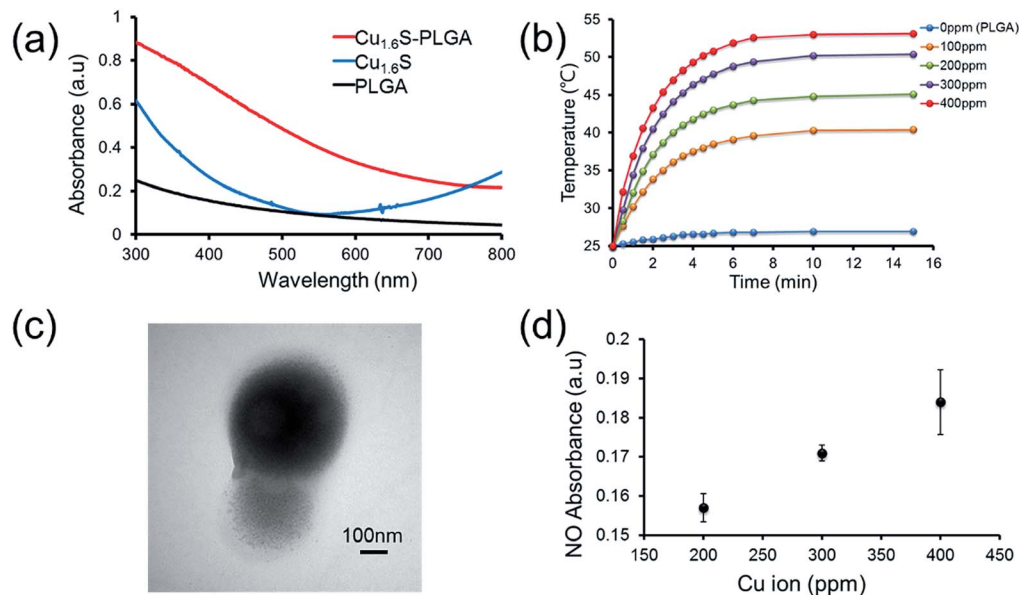 (a)
Cu1.6S-PLGA
Cu1.6S
PLGA
Absorbance (a.u)
1
0.8
0.6
0.4
0.2
0
300 400 500 600 700 800
Wavelength (nm)
(b)
0ppm (PLGA)
100ppm
200ppm
300ppm
400ppm
Temperature (℃)
55
50
45
40
35
30
25
0 2 4 6 8 10 12 14 16
Time (min)
(c)
100nm
(d)
NO Absorbance (a.u)
0.2
0.19
0.18
0.17
0.16
0.15
150 200 250 300 350 400 450
Cu ion (ppm)